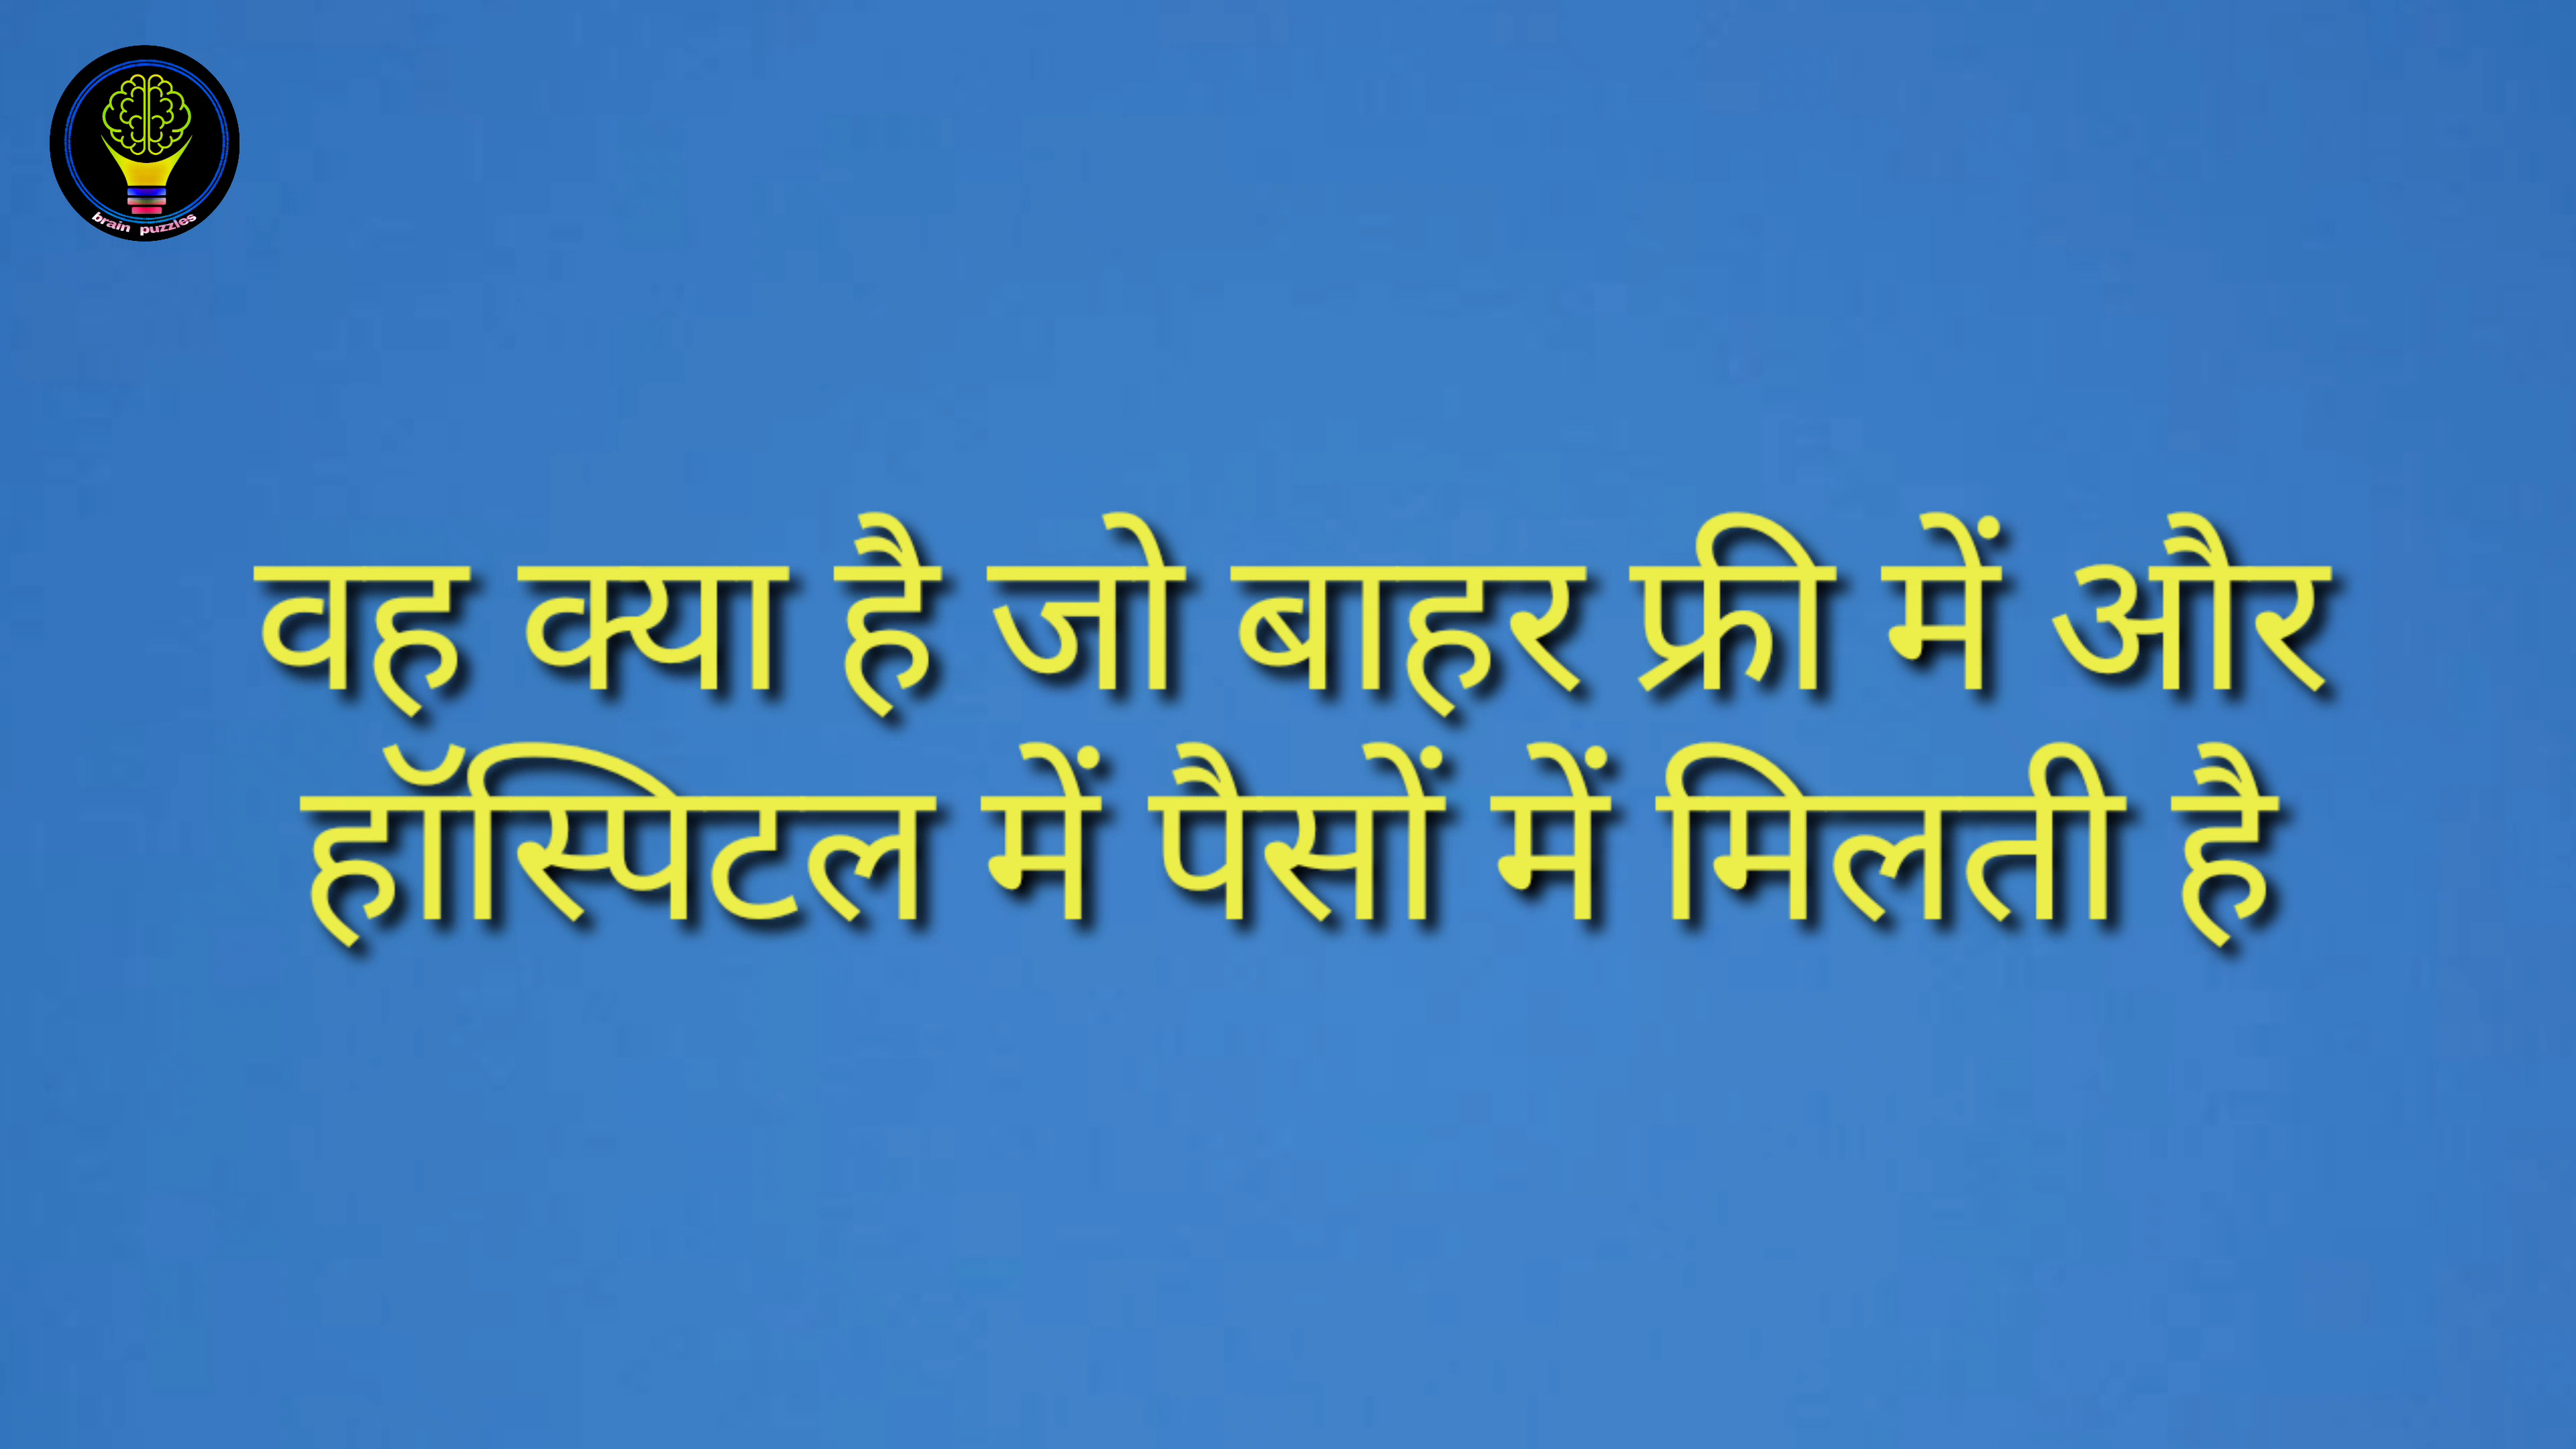 brain puzzles
वह क्या है जो बाहर फ्री में और
हॉस्पिटल में पैसों में मिलती है